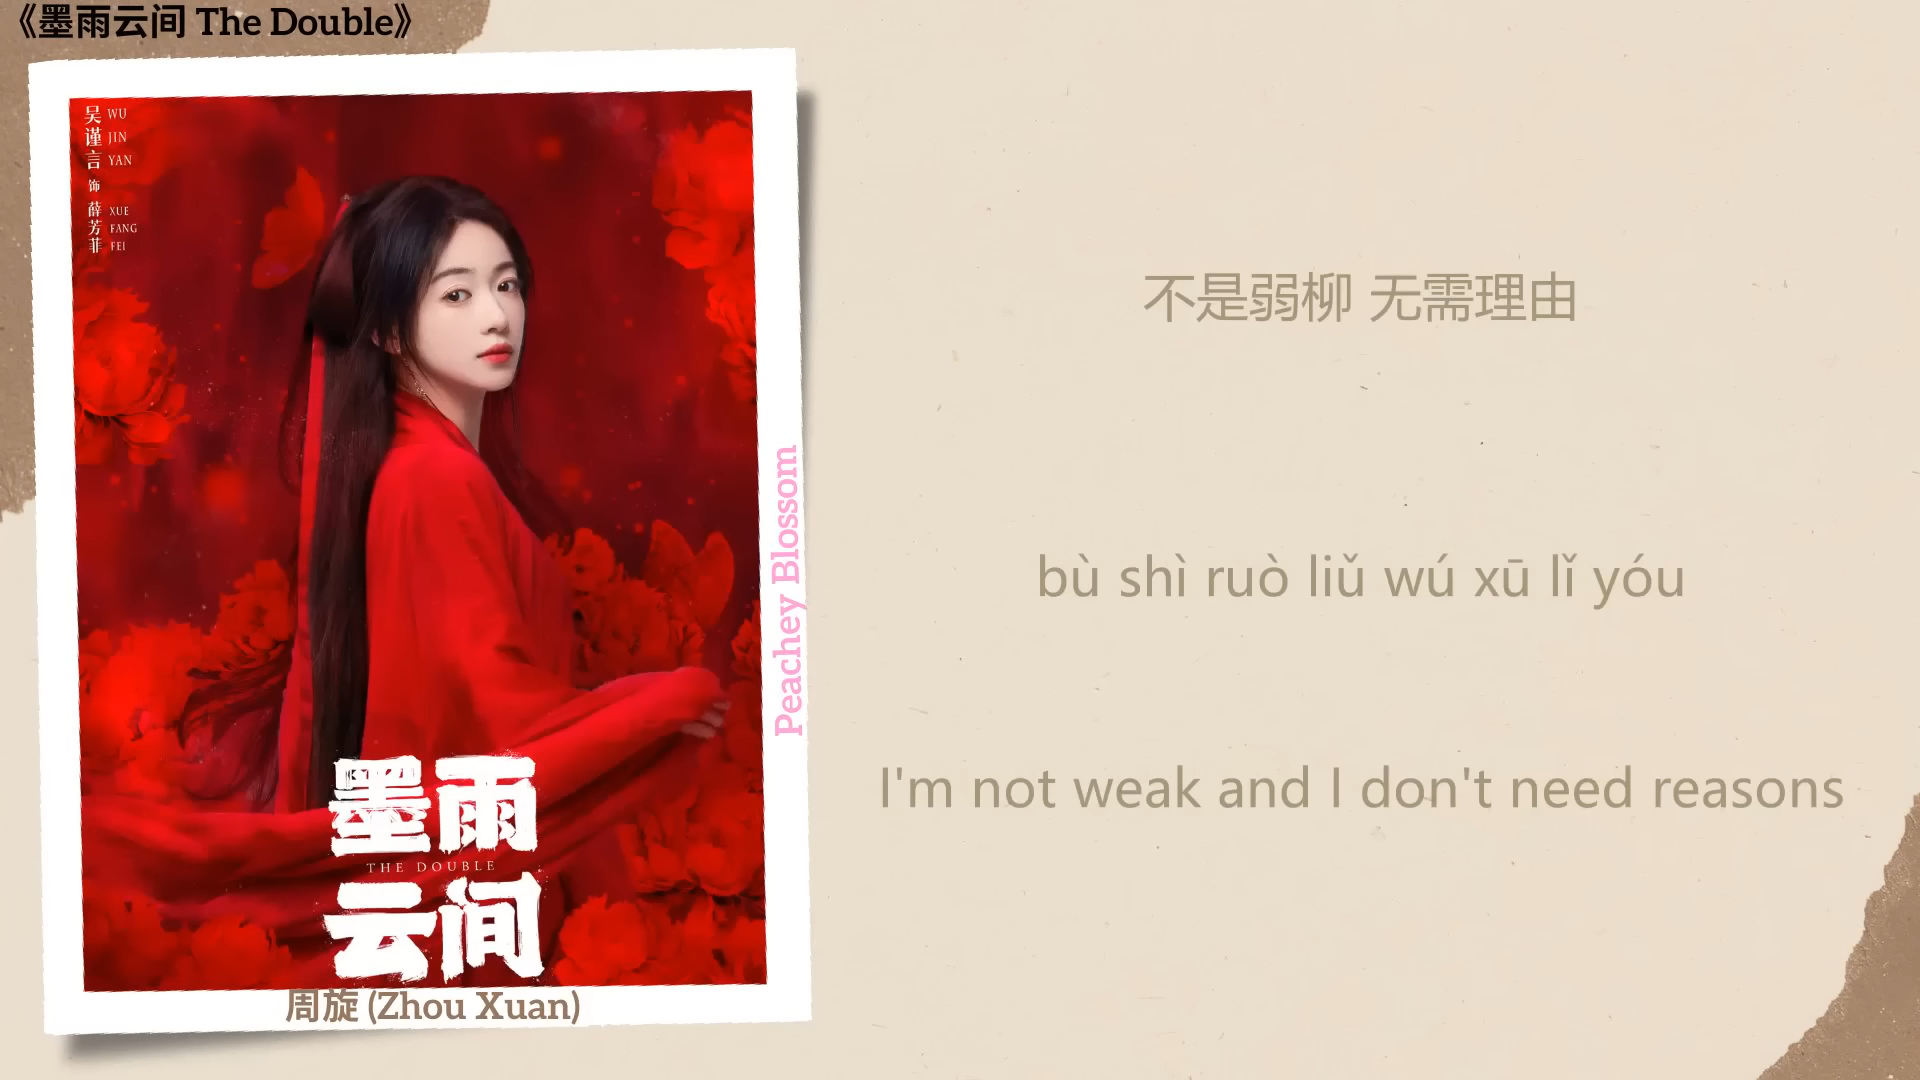 《墨雨云间 The Double》
吴谨言 WU JIN YAN
饰
薛芳菲 XUE FANG FEI
墨雨
THE DOUBLE
云间
周旋 (Zhou Xuan)
Peachey Blossom
不是弱柳 无需理由
bù shì ruò liǔ wú xū lǐ yóu
I'm not weak and I don't need reasons